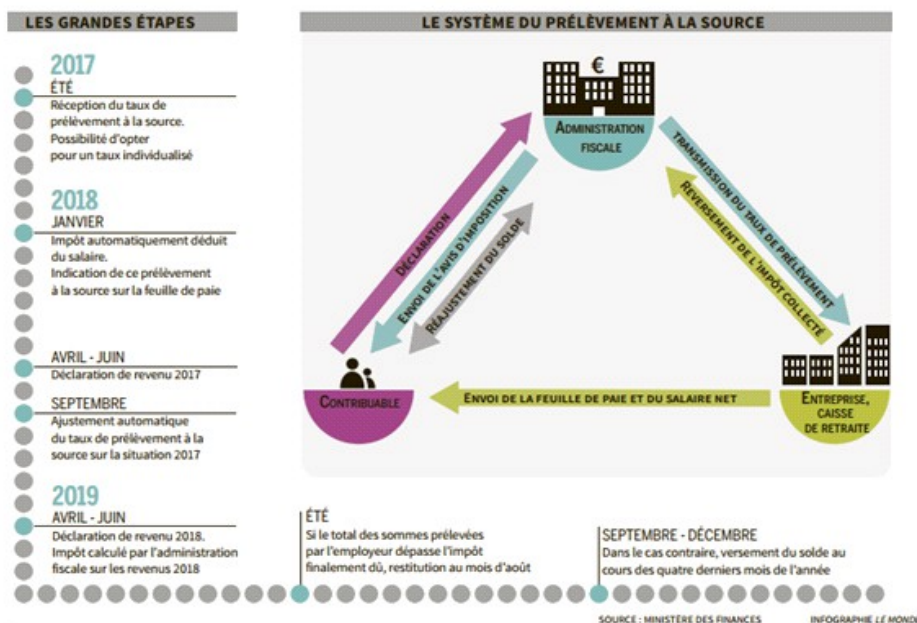 LES GRANDES ÉTAPES
2017
ÉTÉ
Réception du taux de
prélèvement à la source.
Possibilité d'opter
pour un taux individualisé
2018
JANVIER
Impôt automatiquement déduit
du salaire.
Indication de ce prélèvement
à la source sur la feuille de paie
AVRIL - JUIN
Déclaration de revenu 2017
SEPTEMBRE
Ajustement automatique
du taux de prélèvement à la
source sur la situation 2017
2019
AVRIL - JUIN
Déclaration de revenu 2018.
Impôt calculé par l'administration
fiscale sur les revenus 2018
ÉTÉ
Si le total des sommes prélevées
par l'employeur dépasse l'impôt
finalement dû, restitution au mois d'août
SEPTEMBRE - DÉCEMBRE
Dans le cas contraire, versement du solde au
cours des quatre derniers mois de l'année
LE SYSTÈME DU PRÉLÈVEMENT À LA SOURCE
€
ADMINISTRATION
FISCALE
DÉCLARATION
ENVOI DE L'AVIS D'IMPOSITION
RÉAJUSTEMENT DU SOLDE
TRANSMISSION DU TAUX DE PRÉLÈVEMENT
REVERSEMENT DE L'IMPÔT COLLECTÉ
CONTRIBUABLE
ENVOI DE LA FEUILLE DE PAIE ET DU SALAIRE NET
ENTREPRISE,
CAISSE
DE RETRAITE
SOURCE : MINISTÈRE DES FINANCES
INFOGRAPHIE LE MOND